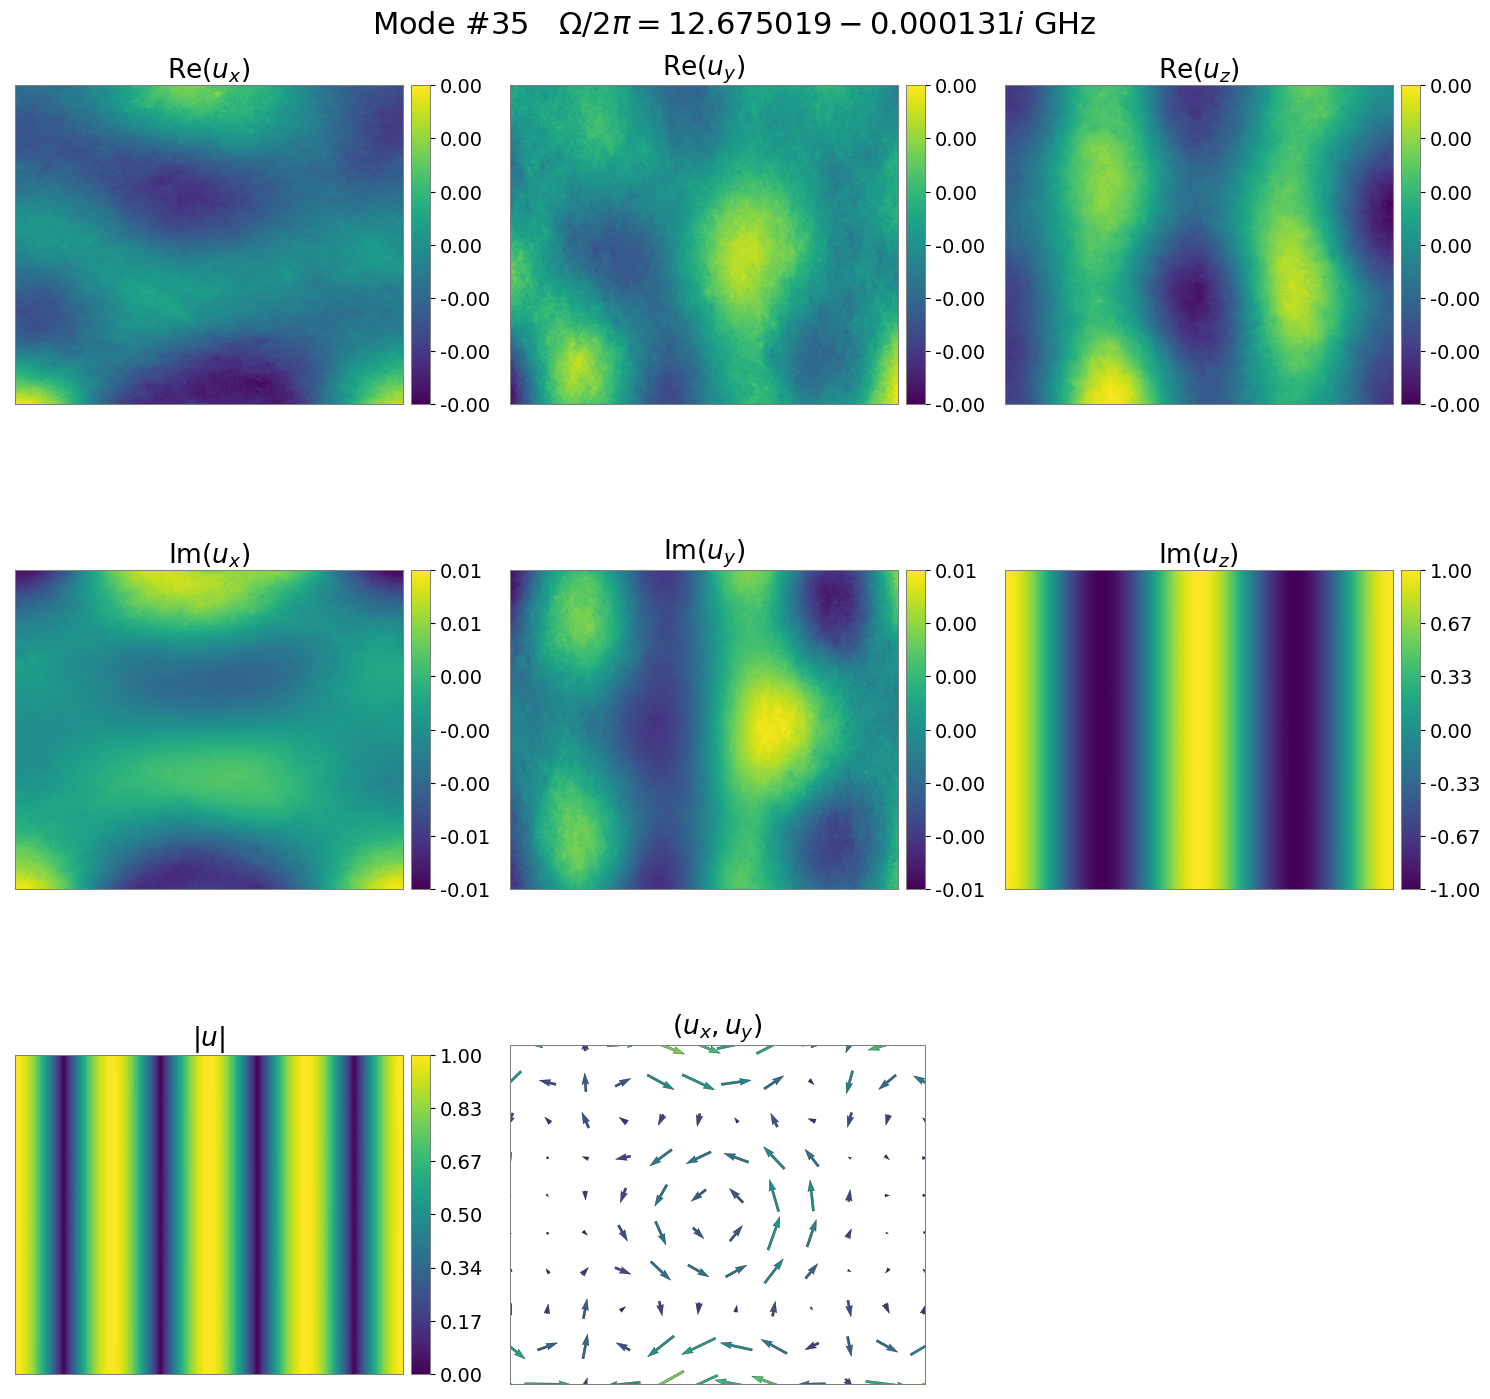 Mode #35 Ω/2π = 12.675019 − 0.000131i GHz
Re(u_x) Re(u_y) Re(u_z)
0.00 0.00 0.00
0.00 0.00 0.00
0.00 0.00 0.00
0.00 -0.00 0.00
-0.00 -0.00 -0.00
-0.00 -0.00 -0.00
-0.00 -0.00 -0.00
Im(u_x) Im(u_y) Im(u_z)
0.01 0.01 1.00
0.01 0.00 0.67
0.00 0.00 0.33
-0.00 0.00 0.00
-0.00 -0.00 -0.33
-0.01 -0.00 -0.67
-0.01 -0.01 -1.00
|u| (u_x, u_y)
1.00
0.83
0.67
0.50
0.34
0.17
0.00